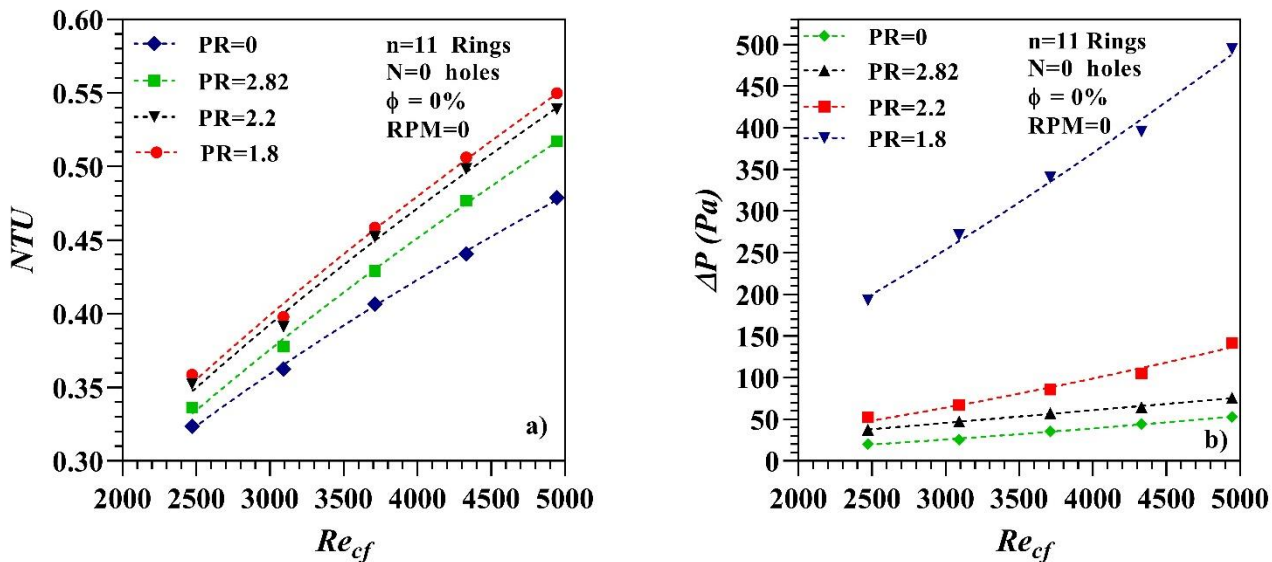 0.60
0.55
0.50
0.45
0.40
0.35
0.30
NTU
PR=0
PR=2.82
PR=2.2
PR=1.8
n=11 Rings
N=0 holes
ϕ = 0%
RPM=0
a)
2000 2500 3000 3500 4000 4500 5000
Re_cf
500
450
400
350
300
250
200
150
100
50
0
ΔP (Pa)
PR=0
PR=2.82
PR=2.2
PR=1.8
n=11 Rings
N=0 holes
ϕ = 0%
RPM=0
b)
2000 2500 3000 3500 4000 4500 5000
Re_cf